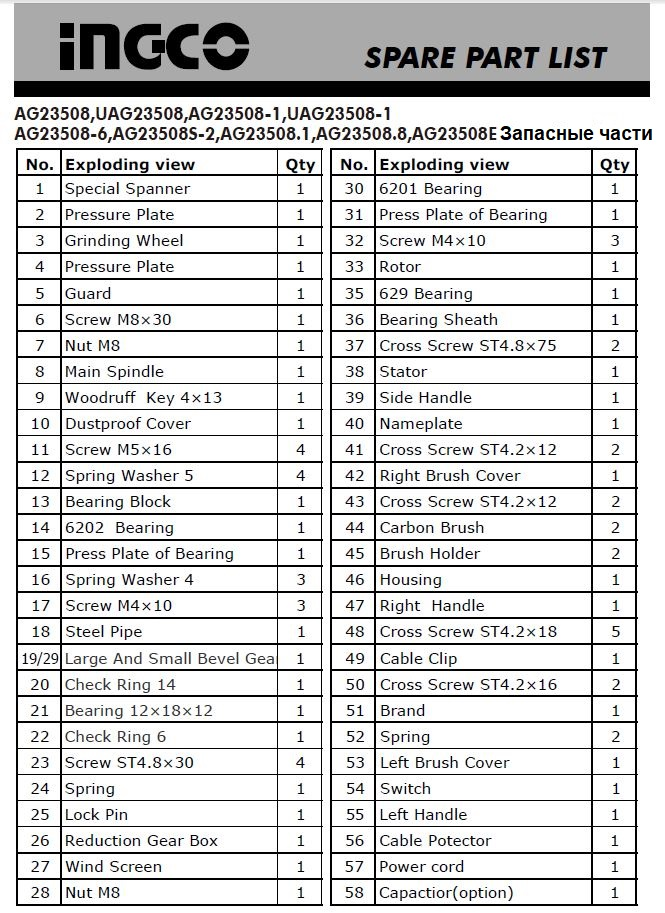 INGCO
SPARE PART LIST
AG23508,UAG23508,AG23508-1,UAG23508-1
AG23508-6,AG23508S-2,AG23508.1,AG23508.8,AG23508E Запасные части
No. Exploding view Qty
1 Special Spanner 1
2 Pressure Plate 1
3 Grinding Wheel 1
4 Pressure Plate 1
5 Guard 1
6 Screw M8×30 1
7 Nut M8 1
8 Main Spindle 1
9 Woodruff Key 4×13 1
10 Dustproof Cover 1
11 Screw M5×16 4
12 Spring Washer 5 4
13 Bearing Block 1
14 6202 Bearing 1
15 Press Plate of Bearing 1
16 Spring Washer 4 3
17 Screw M4×10 3
18 Steel Pipe 1
19/29 Large And Small Bevel Gear 1
20 Check Ring 14 1
21 Bearing 12×18×12 1
22 Check Ring 6 1
23 Screw ST4.8×30 4
24 Spring 1
25 Lock Pin 1
26 Reduction Gear Box 1
27 Wind Screen 1
28 Nut M8 1
No. Exploding view Qty
30 6201 Bearing 1
31 Press Plate of Bearing 1
32 Screw M4×10 3
33 Rotor 1
35 629 Bearing 1
36 Bearing Sheath 1
37 Cross Screw ST4.8×75 2
38 Stator 1
39 Side Handle 1
40 Nameplate 1
41 Cross Screw ST4.2×12 2
42 Right Brush Cover 1
43 Cross Screw ST4.2×12 2
44 Carbon Brush 2
45 Brush Holder 2
46 Housing 1
47 Right Handle 1
48 Cross Screw ST4.2×18 5
49 Cable Clip 1
50 Cross Screw ST4.2×16 2
51 Brand 1
52 Spring 2
53 Left Brush Cover 1
54 Switch 1
55 Left Handle 1
56 Cable Potector 1
57 Power cord 1
58 Capactior(option) 1